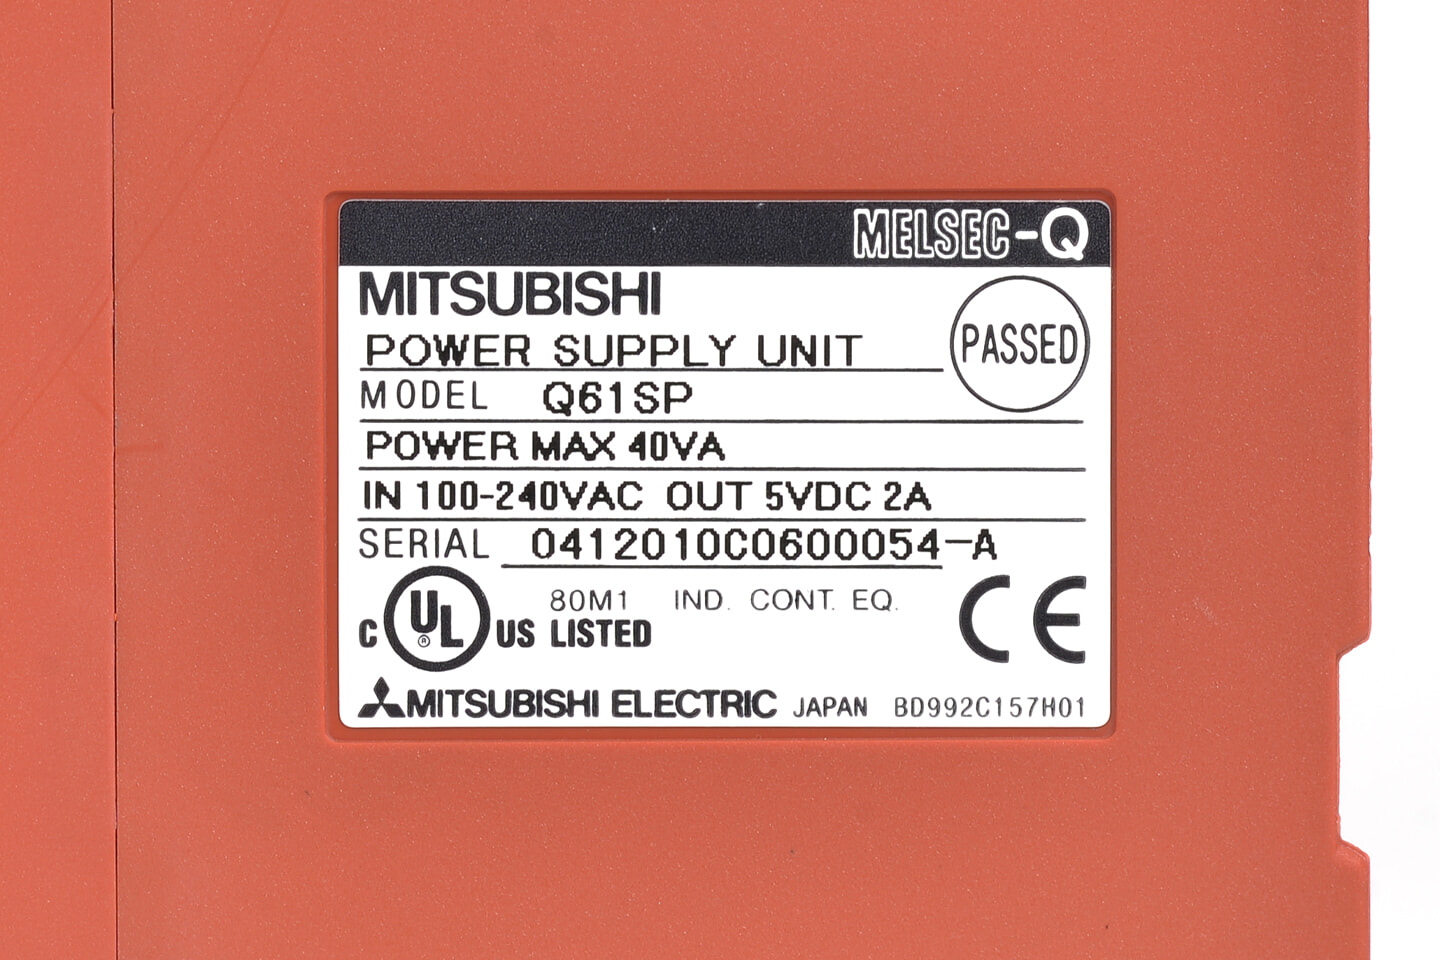 MELSEC-Q
MITSUBISHI
POWER SUPPLY UNIT
PASSED
MODEL Q61SP
POWER MAX 40VA
IN 100-240VAC OUT 5VDC 2A
SERIAL 0412010C0600054-A
80M1 IND. CONT. EQ.
C UL ® US LISTED
CE
MITSUBISHI ELECTRIC JAPAN BD992C157H01